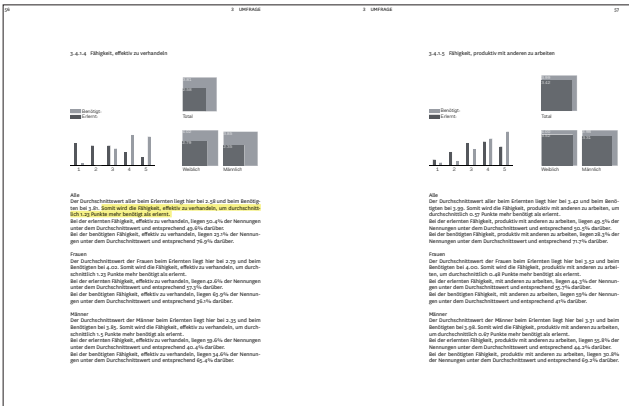 56
2 UMFRAGE
3.4.1.4 Fähigkeit, effektiv zu verhandeln
Benötigt
Erlernt
Total
1 2 3 4 5
Weiblich
Männlich
Alle
Der Durchschnittswert aller beim Erlernten liegt hier bei 2.58 und beim Benötig-
ten bei 3.81. Somit wird die Fähigkeit, effektiv zu verhandeln, um durchschnitt-
lich 1.23 Punkte mehr benötigt als erlernt.
Bei der erlernten Fähigkeit, effektiv zu verhandeln, liegen 50.4% der Nennungen
unter dem Durchschnittswert und entsprechend 49.6% darüber.
Bei der benötigten Fähigkeit, effektiv zu verhandeln, liegen 23.1% der Nennun-
gen unter dem Durchschnittswert und entsprechend 76.9% darüber.
Frauen
Der Durchschnittswert der Frauen beim Erlernten liegt hier bei 2.79 und beim
Benötigten bei 4.02. Somit wird die Fähigkeit, effektiv zu verhandeln, um durch-
schnittlich 1.23 Punkte mehr benötigt als erlernt.
Bei der erlernten Fähigkeit, effektiv zu verhandeln, liegen 42.6% der Nennungen
unter dem Durchschnittswert und entsprechend 57.3% darüber.
Bei der benötigten Fähigkeit, effektiv zu verhandeln, liegen 63.9% der Nennun-
gen unter dem Durchschnittswert und entsprechend 36.1% darüber.
Männer
Der Durchschnittswert der Männer beim Erlernten liegt hier bei 2.35 und beim
Benötigten bei 3.85. Somit wird die Fähigkeit, effektiv zu verhandeln, um durch-
schnittlich 1.5 Punkte mehr benötigt als erlernt.
Bei der erlernten Fähigkeit, effektiv zu verhandeln, liegen 59.6% der Nennungen
unter dem Durchschnittswert und entsprechend 40.4% darüber.
Bei der benötigten Fähigkeit, effektiv zu verhandeln, liegen 34.6% der Nennun-
gen unter dem Durchschnittswert und entsprechend 65.4% darüber.
2 UMFRAGE
57
3.4.1.5 Fähigkeit, produktiv mit anderen zu arbeiten
Benötigt
Erlernt
Total
1 2 3 4 5
Weiblich
Männlich
Alle
Der Durchschnittswert aller beim Erlernten liegt hier bei 3.42 und beim Benö-
tigten bei 3.99. Somit wird die Fähigkeit, produktiv mit anderen zu arbeiten, um
durchschnittlich 0.57 Punkte mehr benötigt als erlernt.
Bei der erlernten Fähigkeit, produktiv mit anderen zu arbeiten, liegen 49.5% der
Nennungen unter dem Durchschnittswert und entsprechend 50.5% darüber.
Bei der benötigten Fähigkeit, produktiv mit anderen zu arbeiten, liegen 28.3% der
Nennungen unter dem Durchschnittswert und entsprechend 71.7% darüber.
Frauen
Der Durchschnittswert der Frauen beim Erlernten liegt hier bei 3.52 und beim
Benötigten bei 4.00. Somit wird die Fähigkeit, produktiv mit anderen zu arbei-
ten, um durchschnittlich 0.48 Punkte mehr benötigt als erlernt.
Bei der erlernten Fähigkeit, mit anderen zu arbeiten, liegen 44.3% der Nennun-
gen unter dem Durchschnittswert und entsprechend 55.7% darüber.
Bei der benötigten Fähigkeit, mit anderen zu arbeiten, liegen 59% der Nennun-
gen unter dem Durchschnittswert und entsprechend 41% darüber.
Männer
Der Durchschnittswert der Männer beim Erlernten liegt hier bei 3.31 und beim
Benötigten bei 3.98. Somit wird die Fähigkeit, produktiv mit anderen zu arbeiten,
um durchschnittlich 0.67 Punkte mehr benötigt als erlernt.
Bei der erlernten Fähigkeit, produktiv mit anderen zu arbeiten, liegen 55.8% der
Nennungen unter dem Durchschnittswert und entsprechend 44.2% darüber.
Bei der benötigten Fähigkeit, produktiv mit anderen zu arbeiten, liegen 30.8%
der Nennungen unter dem Durchschnittswert und entsprechend 69.2% darüber.